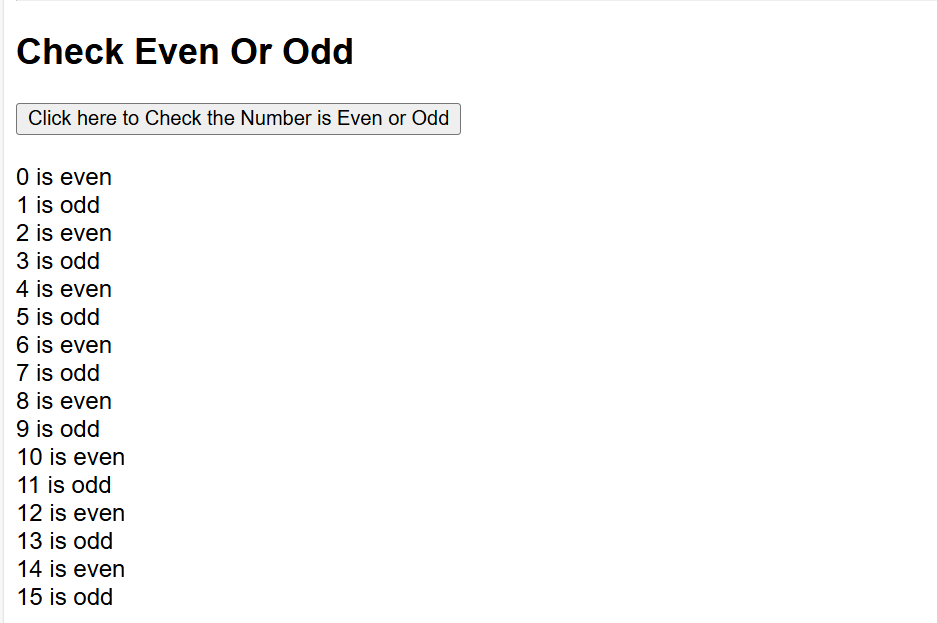 Check Even Or Odd
Click here to Check the Number is Even or Odd
0 is even
1 is odd
2 is even
3 is odd
4 is even
5 is odd
6 is even
7 is odd
8 is even
9 is odd
10 is even
11 is odd
12 is even
13 is odd
14 is even
15 is odd